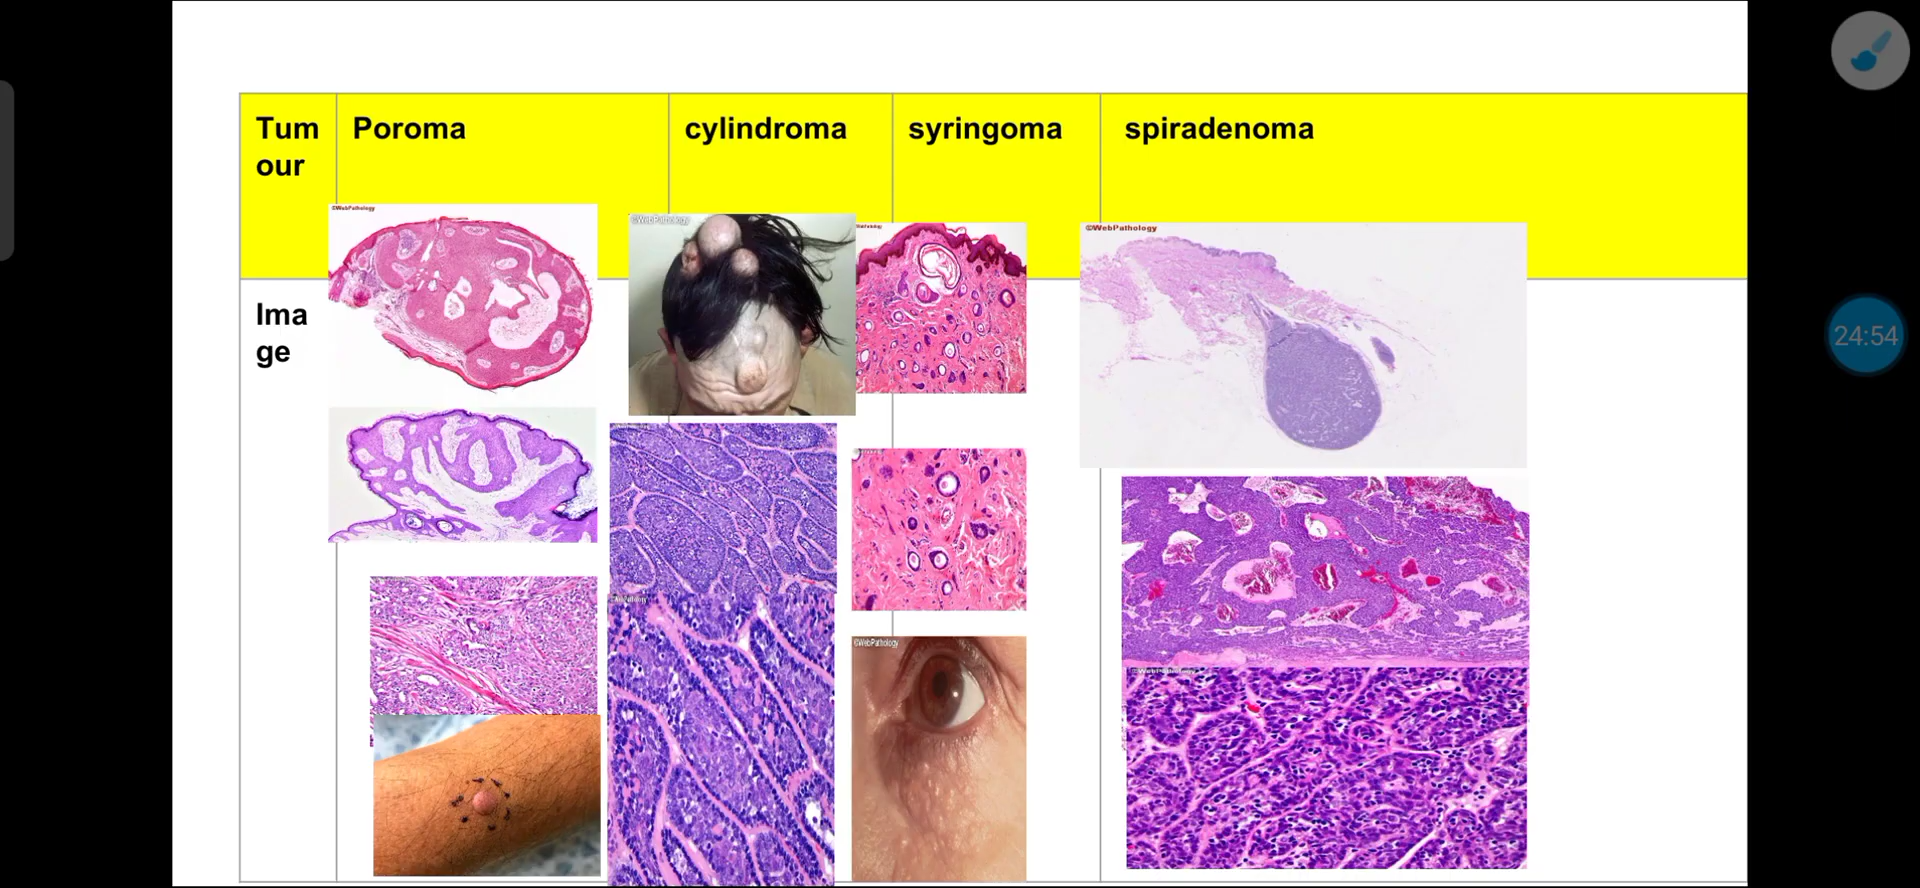 Tum
our
Poroma
cylindroma
syringoma
spiradenoma
Ima
ge
©WebPathology
©WebPathology
©WebPathology
©WebPathology
24:54